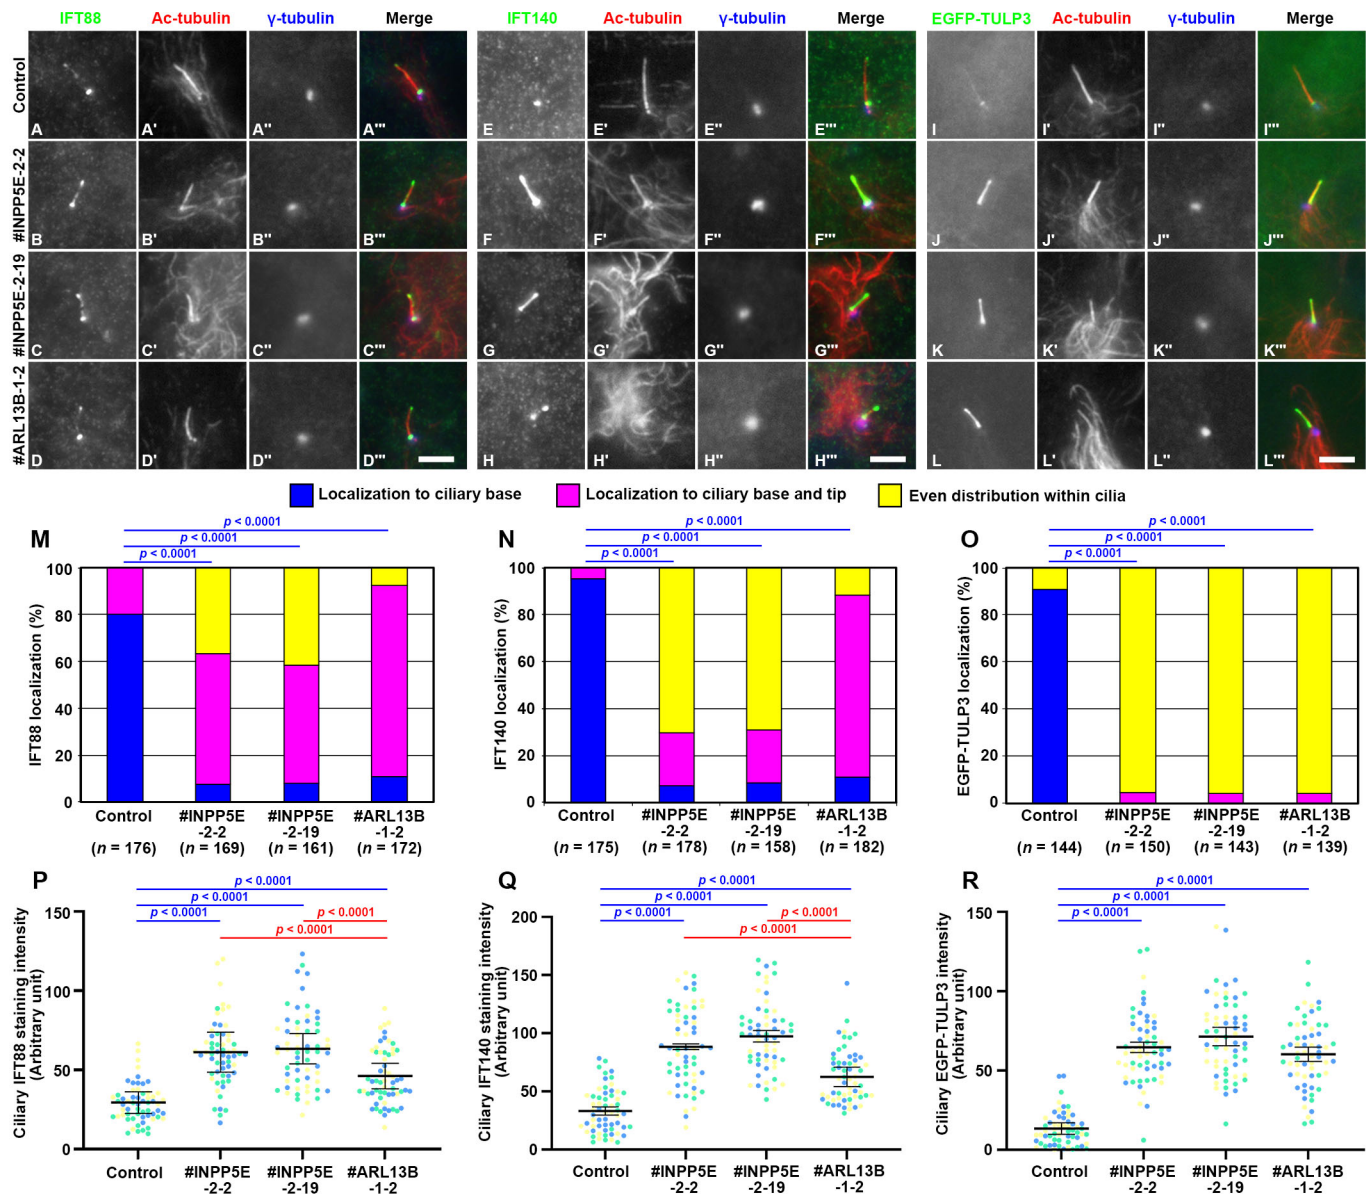 IFT88 Ac-tubulin γ-tubulin Merge IFT140 Ac-tubulin γ-tubulin Merge EGFP-TULP3 Ac-tubulin γ-tubulin Merge
Control
A A' A'' A''' E E' E'' E''' I I' I'' I'''
#INPP5E-2-2
B B' B'' B''' F F' F'' F''' J J' J'' J'''
#INPP5E-2-19
C C' C'' C''' G G' G'' G''' K K' K'' K'''
#ARL13B-1-2
D D' D'' D''' H H' H'' H''' L L' L'' L'''
Localization to ciliary base Localization to ciliary base and tip Even distribution within cilia
M
p < 0.0001
p < 0.0001
p < 0.0001
IFT88 localization (%)
100
80
60
40
20
0
Control #INPP5E #INPP5E #ARL13B
-2-2 -2-19 -1-2
(n = 176) (n = 169) (n = 161) (n = 172)
N
p < 0.0001
p < 0.0001
p < 0.0001
IFT140 localization (%)
100
80
60
40
20
0
Control #INPP5E #INPP5E #ARL13B
-2-2 -2-19 -1-2
(n = 175) (n = 178) (n = 158) (n = 182)
O
p < 0.0001
p < 0.0001
p < 0.0001
EGFP-TULP3 localization (%)
100
80
60
40
20
0
Control #INPP5E #INPP5E #ARL13B
-2-2 -2-19 -1-2
(n = 144) (n = 150) (n = 143) (n = 139)
P
p < 0.0001
p < 0.0001
p < 0.0001 p < 0.0001
p < 0.0001
Ciliary IFT88 staining intensity
(Arbitrary unit)
150
100
50
0
Control #INPP5E #INPP5E #ARL13B
-2-2 -2-19 -1-2
Q
p < 0.0001
p < 0.0001
p < 0.0001 p < 0.0001
p < 0.0001
Ciliary IFT140 staining intensity
(Arbitrary unit)
200
150
100
50
0
Control #INPP5E #INPP5E #ARL13B
-2-2 -2-19 -1-2
R
p < 0.0001
p < 0.0001
p < 0.0001
Ciliary EGFP-TULP3 intensity
(Arbitrary unit)
150
100
50
0
Control #INPP5E #INPP5E #ARL13B
-2-2 -2-19 -1-2